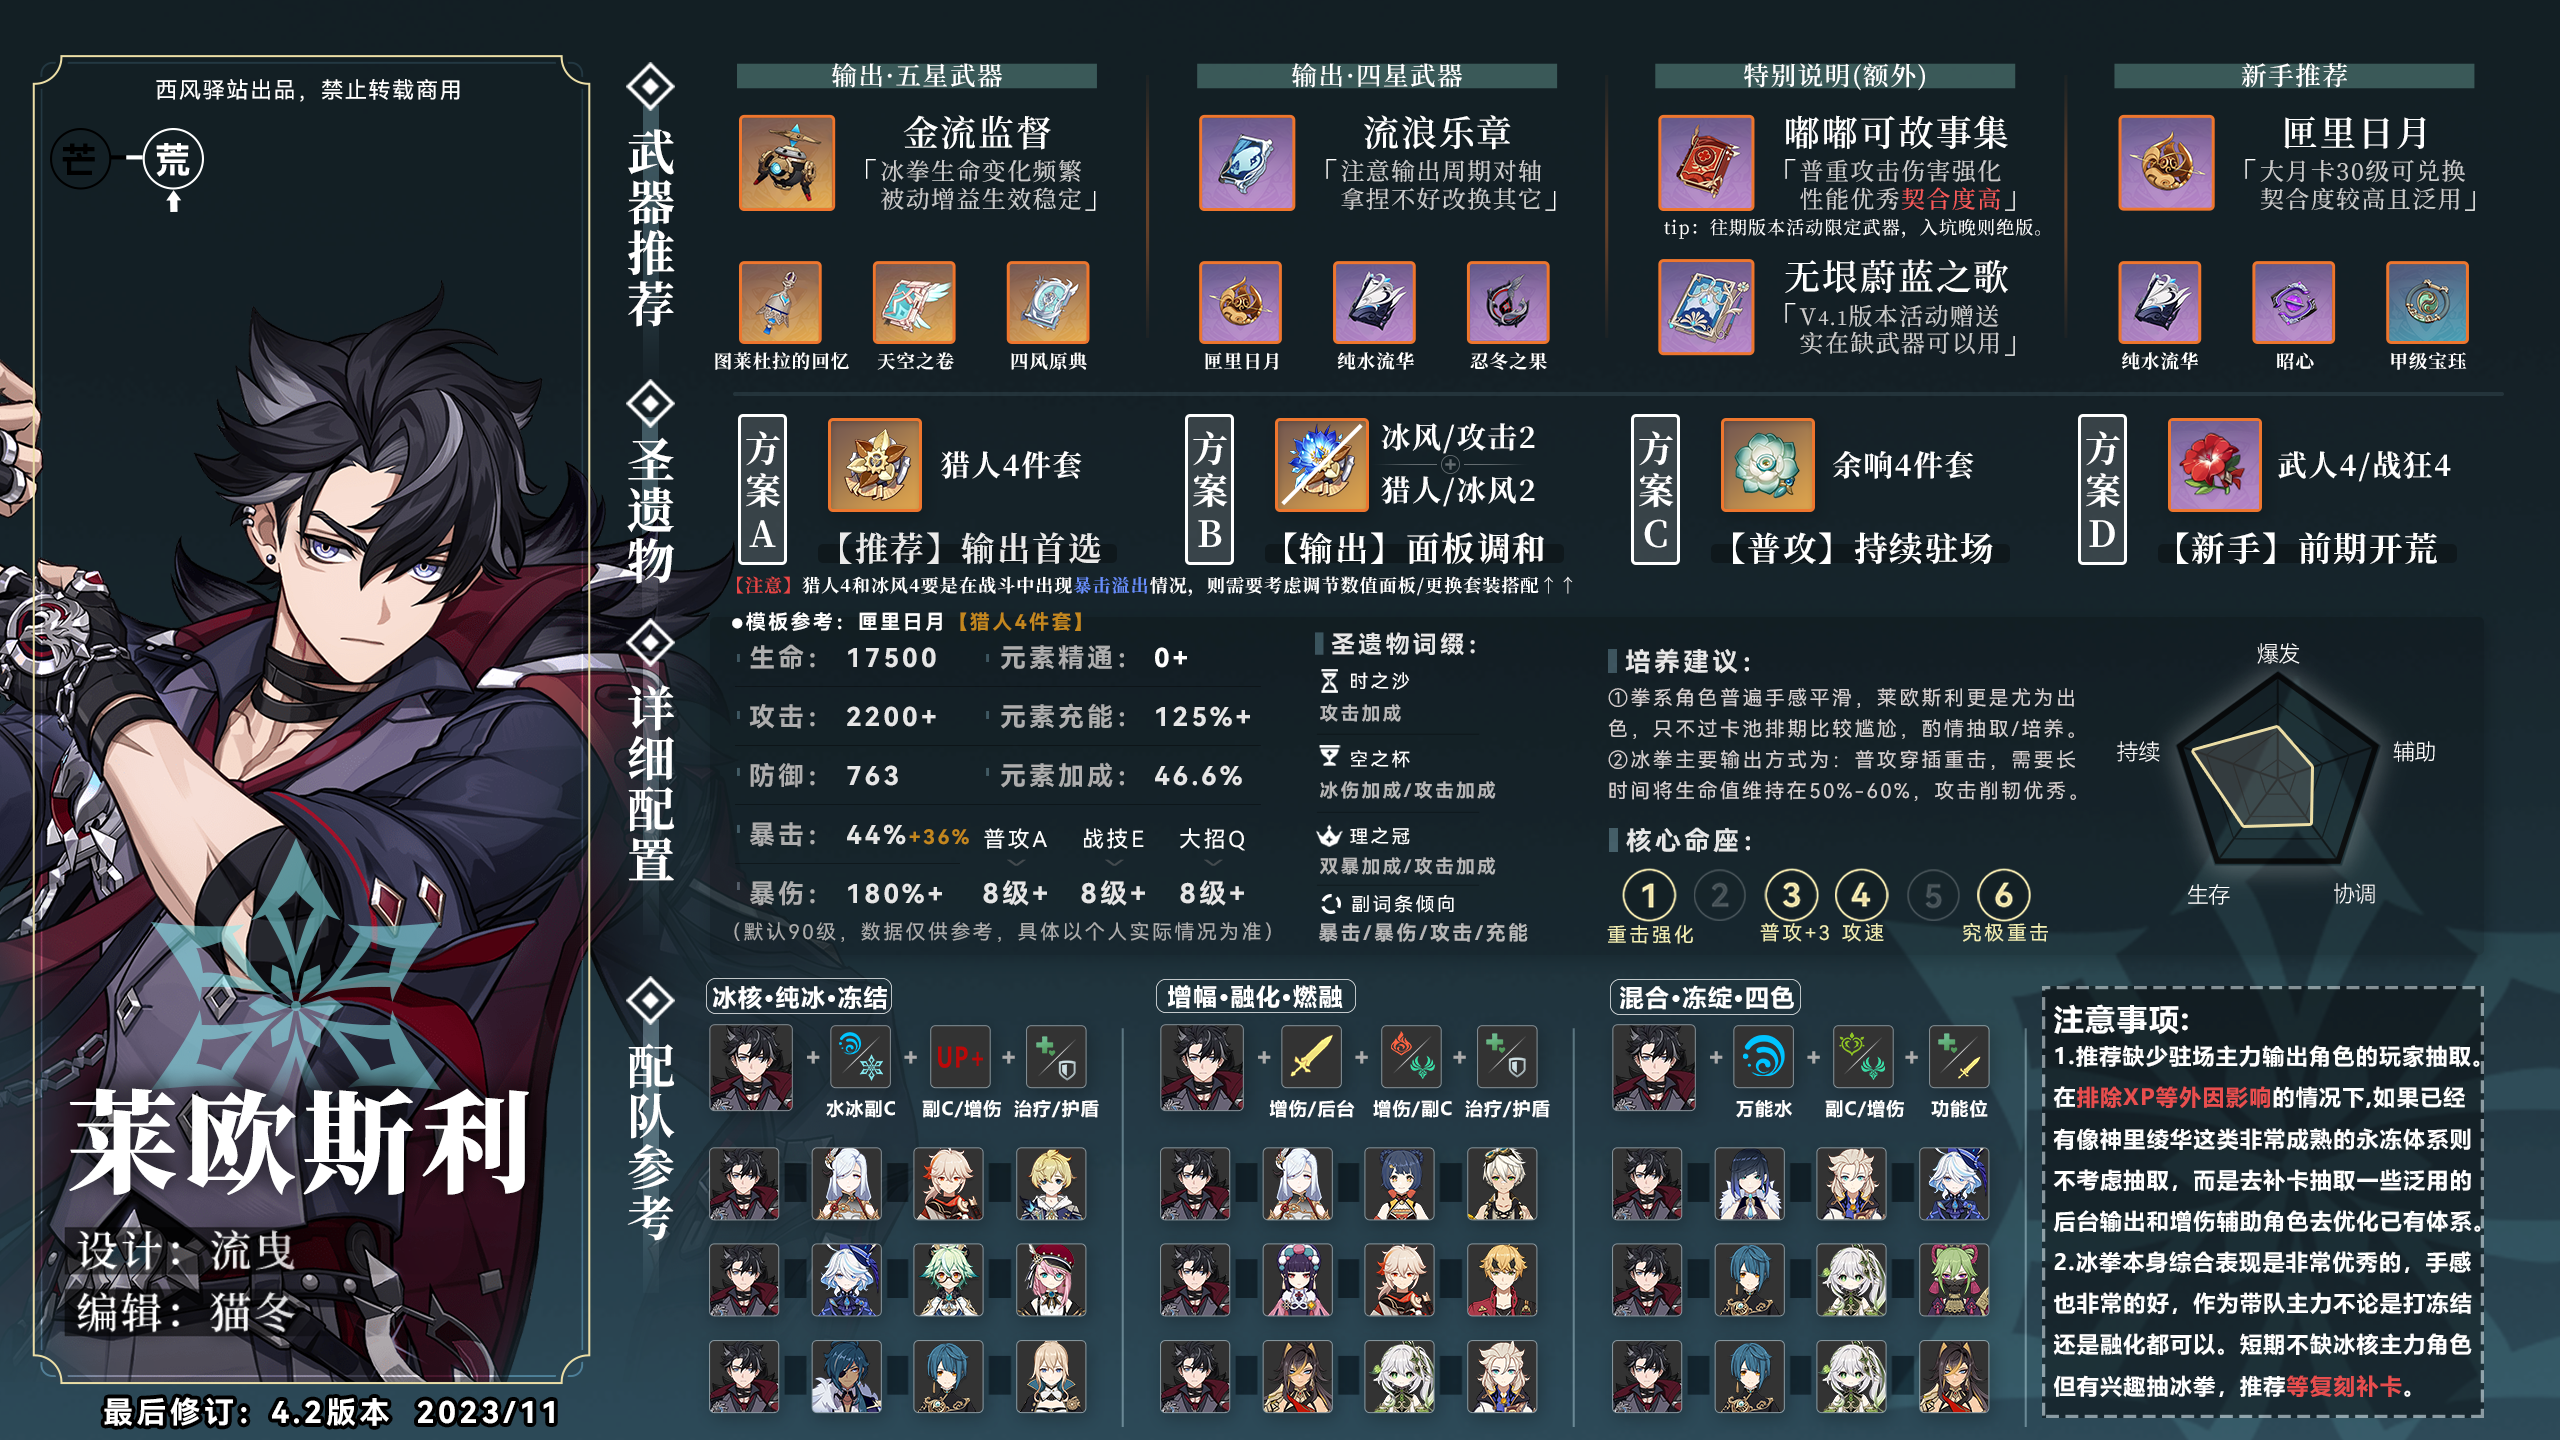 西风驿站出品，禁止转载商用
芒
荒
莱欧斯利
设计：流曳
编辑：猫冬
最后修订：4.2版本 2023/11
武器推荐
输出·五星武器
金流监督
「冰拳生命变化频繁
被动增益生效稳定」
图莱杜拉的回忆
天空之卷
四风原典
输出·四星武器
流浪乐章
「注意输出周期对轴
拿捏不好改换其它」
匣里日月
纯水流华
忍冬之果
特别说明(额外)
嘟嘟可故事集
「普重攻击伤害强化
性能优秀契合度高」
tip：往期版本活动限定武器，入坑晚则绝版。
无垠蔚蓝之歌
「V4.1版本活动赠送
实在缺武器可以用」
新手推荐
匣里日月
「大月卡30级可兑换
契合度较高且泛用」
纯水流华
昭心
甲级宝珏
圣遗物
方案A
猎人4件套
【推荐】输出首选
方案B
冰风/攻击2
猎人/冰风2
【输出】面板调和
方案C
余响4件套
【普攻】持续驻场
方案D
武人4/战狂4
【新手】前期开荒
【注意】猎人4和冰风4要是在战斗中出现暴击溢出情况，则需要考虑调节数值面板/更换套装搭配↑↑
详细配置
●模板参考：匣里日月【猎人4件套】
生命： 17500 元素精通： 0+
攻击： 2200+ 元素充能： 125%+
防御： 763 元素加成： 46.6%
暴击： 44%+36% 普攻A 战技E 大招Q
暴伤： 180%+ 8级+ 8级+ 8级+
(默认90级，数据仅供参考，具体以个人实际情况为准)
圣遗物词缀：
时之沙
攻击加成
空之杯
冰伤加成/攻击加成
理之冠
双暴加成/攻击加成
副词条倾向
暴击/暴伤/攻击/充能
培养建议：
①拳系角色普遍手感平滑，莱欧斯利更是尤为出
色，只不过卡池排期比较尴尬，酌情抽取/培养。
②冰拳主要输出方式为：普攻穿插重击，需要长
时间将生命值维持在50%-60%，攻击削韧优秀。
核心命座：
1 2 3 4 5 6
重击强化 普攻+3 攻速 究极重击
爆发
辅助
协调
生存
持续
配队参考
冰核·纯冰·冻结
UP+
水冰副C 副C/增伤 治疗/护盾
增幅·融化·燃融
增伤/后台 增伤/副C 治疗/护盾
混合·冻绽·四色
万能水 副C/增伤 功能位
注意事项:
1.推荐缺少驻场主力输出角色的玩家抽取。
在排除XP等外因影响的情况下,如果已经
有像神里绫华这类非常成熟的永冻体系则
不考虑抽取，而是去补卡抽取一些泛用的
后台输出和增伤辅助角色去优化已有体系。
2.冰拳本身综合表现是非常优秀的，手感
也非常的好，作为带队主力不论是打冻结
还是融化都可以。短期不缺冰核主力角色
但有兴趣抽冰拳，推荐等复刻补卡。